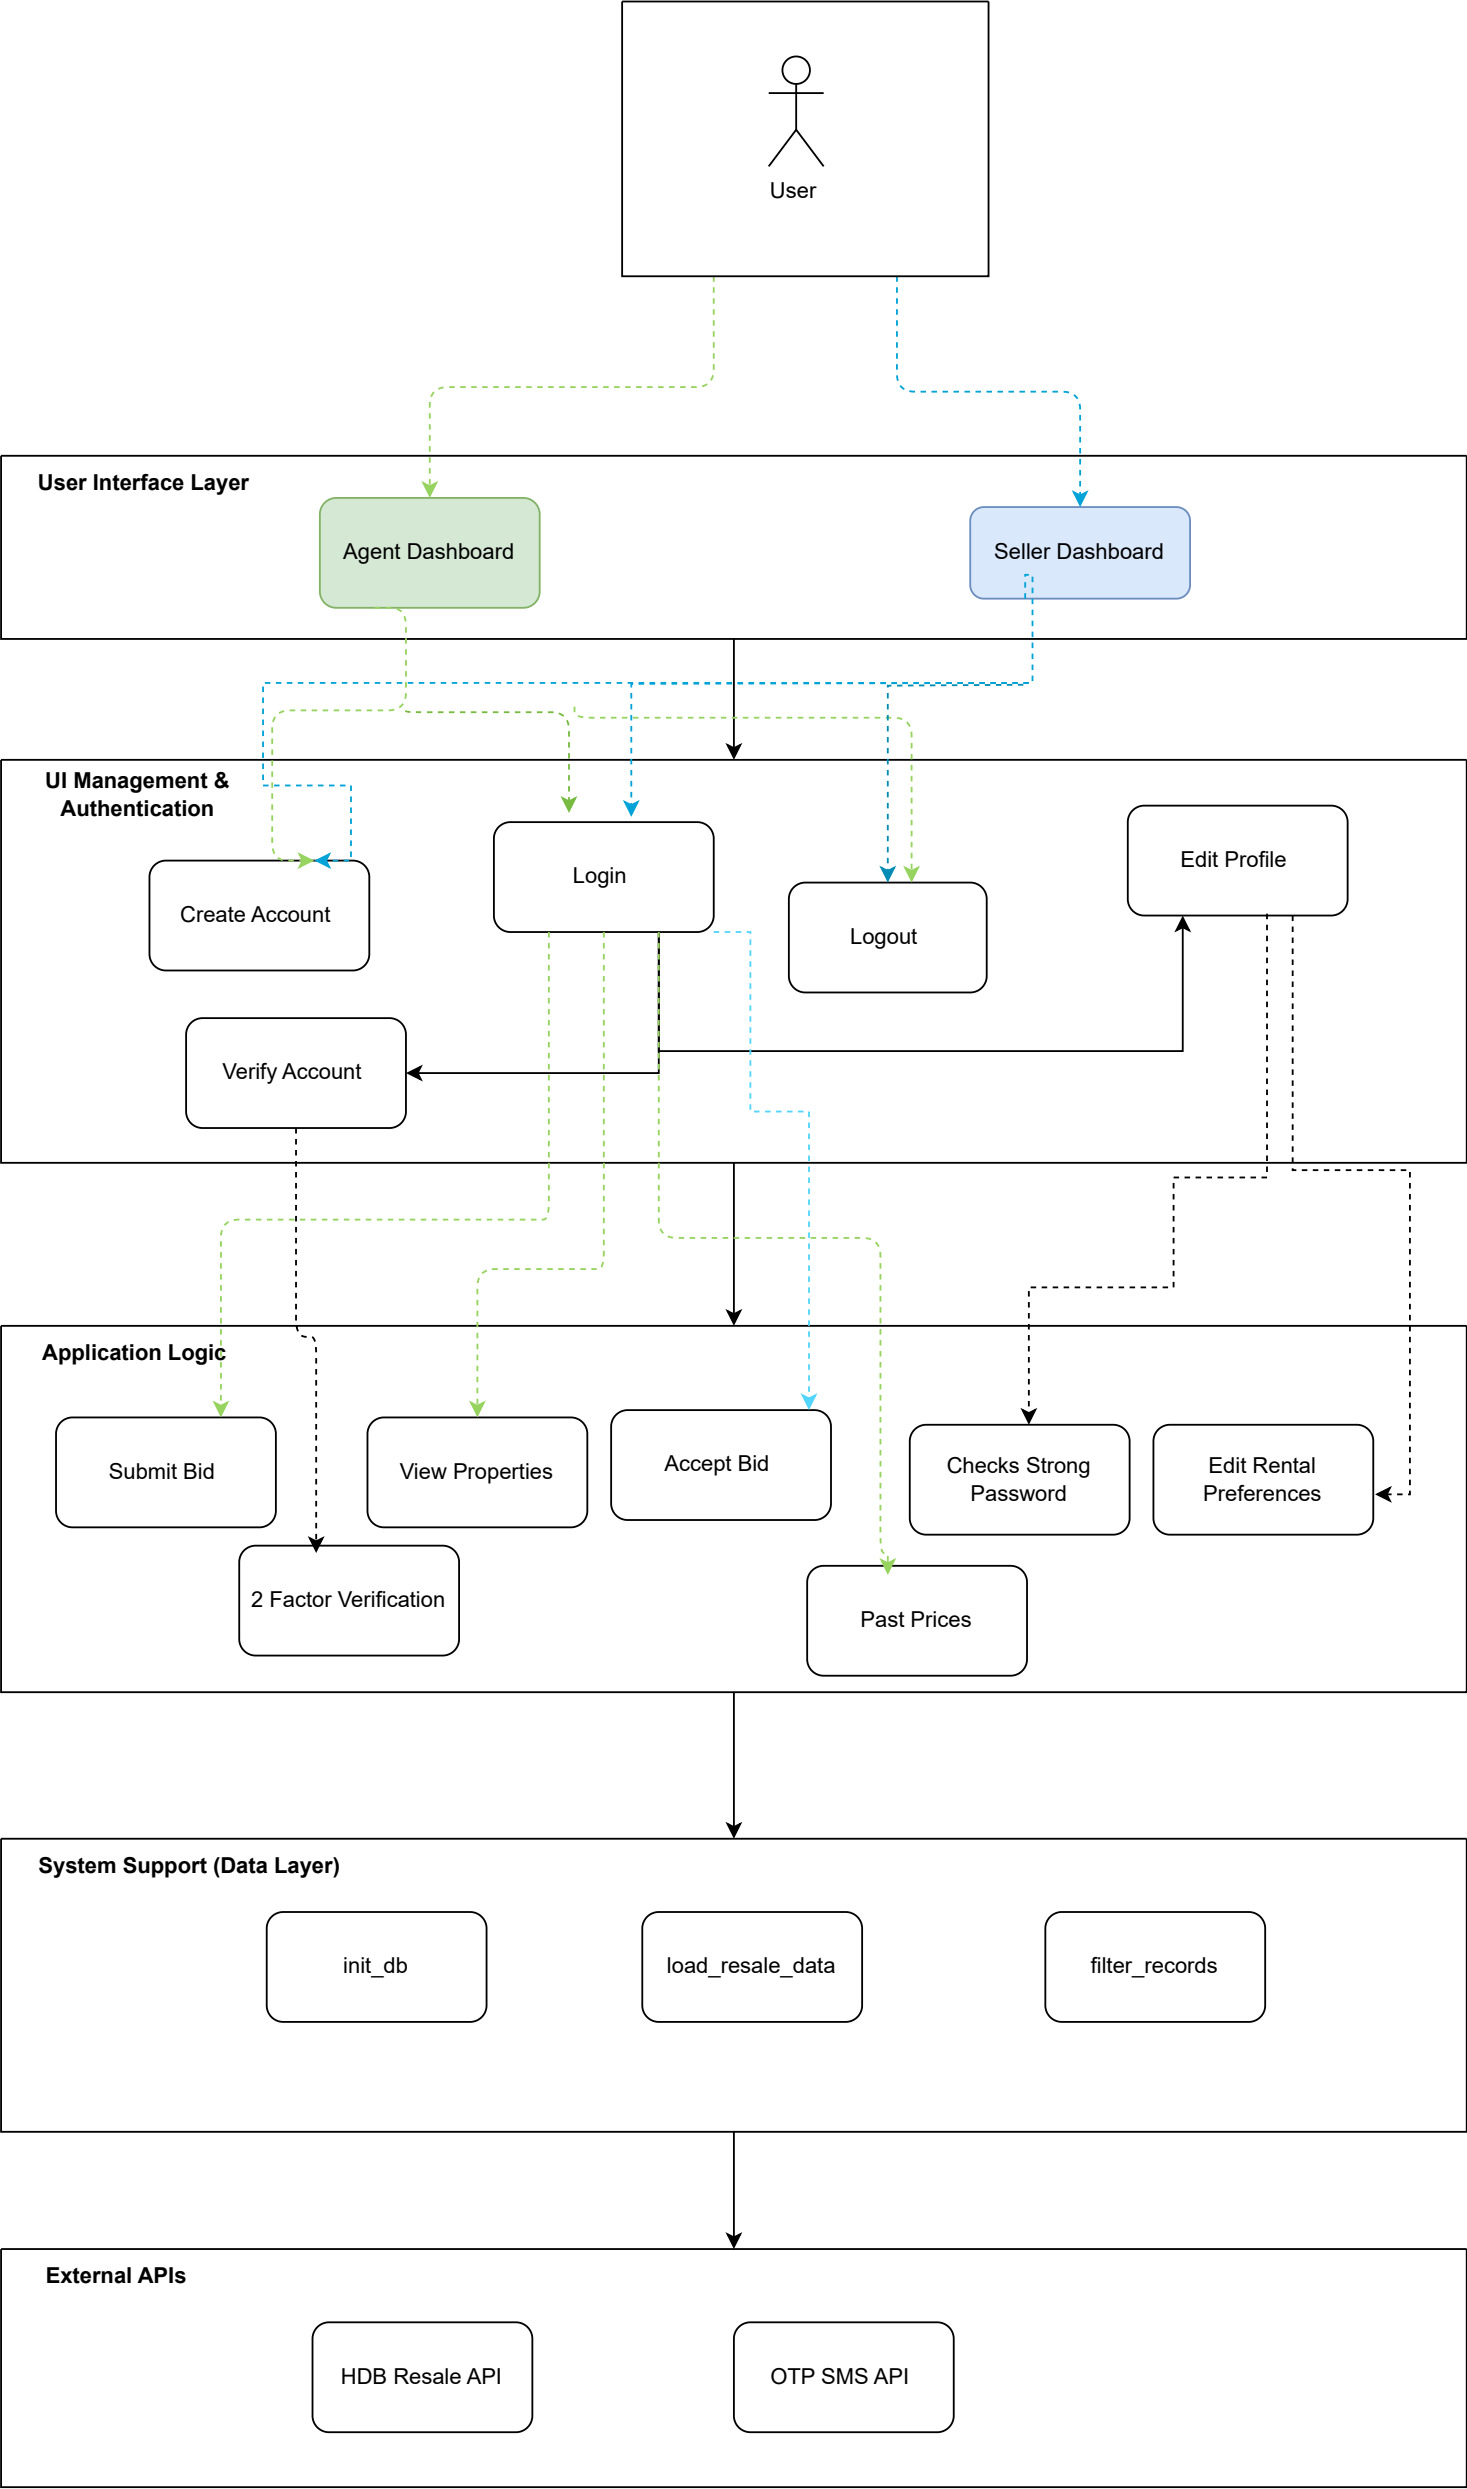 User
User Interface Layer
Agent Dashboard
Seller Dashboard
UI Management &
Authentication
Edit Profile
Login
Create Account
Logout
Verify Account
Application Logic
Submit Bid
View Properties
Accept Bid
Checks Strong
Password
Edit Rental
Preferences
2 Factor Verification
Past Prices
System Support (Data Layer)
init_db
load_resale_data
filter_records
External APIs
HDB Resale API
OTP SMS API